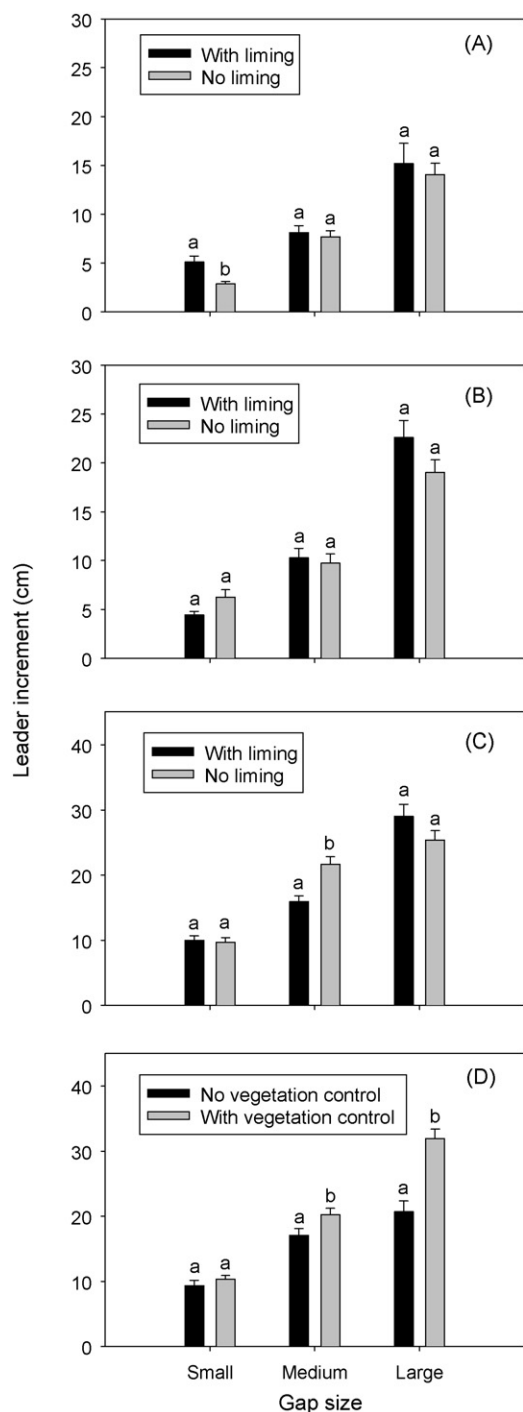 Leader increment (cm)
(A)
With liming
No liming
30
25
20
15
10
5
0
a
b
a
a
a
a
(B)
With liming
No liming
30
25
20
15
10
5
0
a
a
a
a
a
a
(C)
With liming
No liming
40
30
20
10
0
a
a
a
b
a
a
(D)
No vegetation control
With vegetation control
40
30
20
10
0
a
a
a
b
a
b
Small Medium Large
Gap size